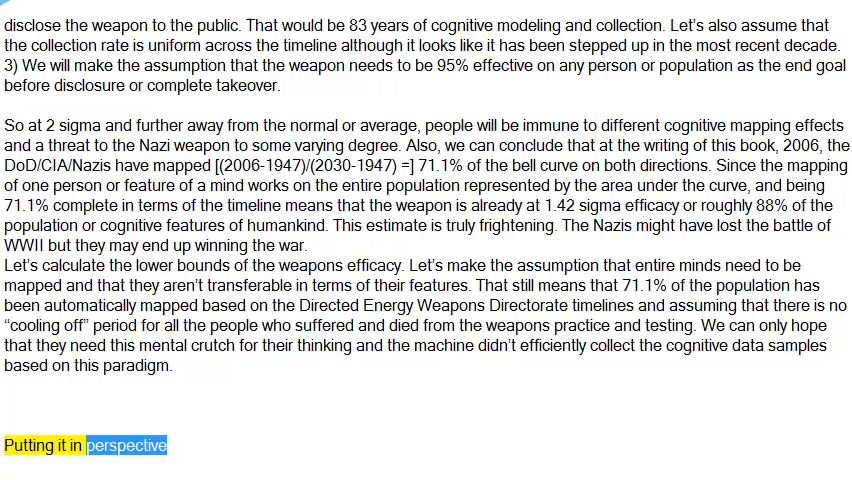 disclose the weapon to the public. That would be 83 years of cognitive modeling and collection. Let’s also assume that
the collection rate is uniform across the timeline although it looks like it has been stepped up in the most recent decade.
3) We will make the assumption that the weapon needs to be 95% effective on any person or population as the end goal
before disclosure or complete takeover.
So at 2 sigma and further away from the normal or average, people will be immune to different cognitive mapping effects
and a threat to the Nazi weapon to some varying degree. Also, we can conclude that at the writing of this book, 2006, the
DoD/CIA/Nazis have mapped [(2006-1947)/(2030-1947) =] 71.1% of the bell curve on both directions. Since the mapping
of one person or feature of a mind works on the entire population represented by the area under the curve, and being
71.1% complete in terms of the timeline means that the weapon is already at 1.42 sigma efficacy or roughly 88% of the
population or cognitive features of humankind. This estimate is truly frightening. The Nazis might have lost the battle of
WWII but they may end up winning the war.
Let’s calculate the lower bounds of the weapons efficacy. Let’s make the assumption that entire minds need to be
mapped and that they aren’t transferable in terms of their features. That still means that 71.1% of the population has
been automatically mapped based on the Directed Energy Weapons Directorate timelines and assuming that there is no
“cooling off” period for all the people who suffered and died from the weapons practice and testing. We can only hope
that they need this mental crutch for their thinking and the machine didn’t efficiently collect the cognitive data samples
based on this paradigm.
Putting it in perspective